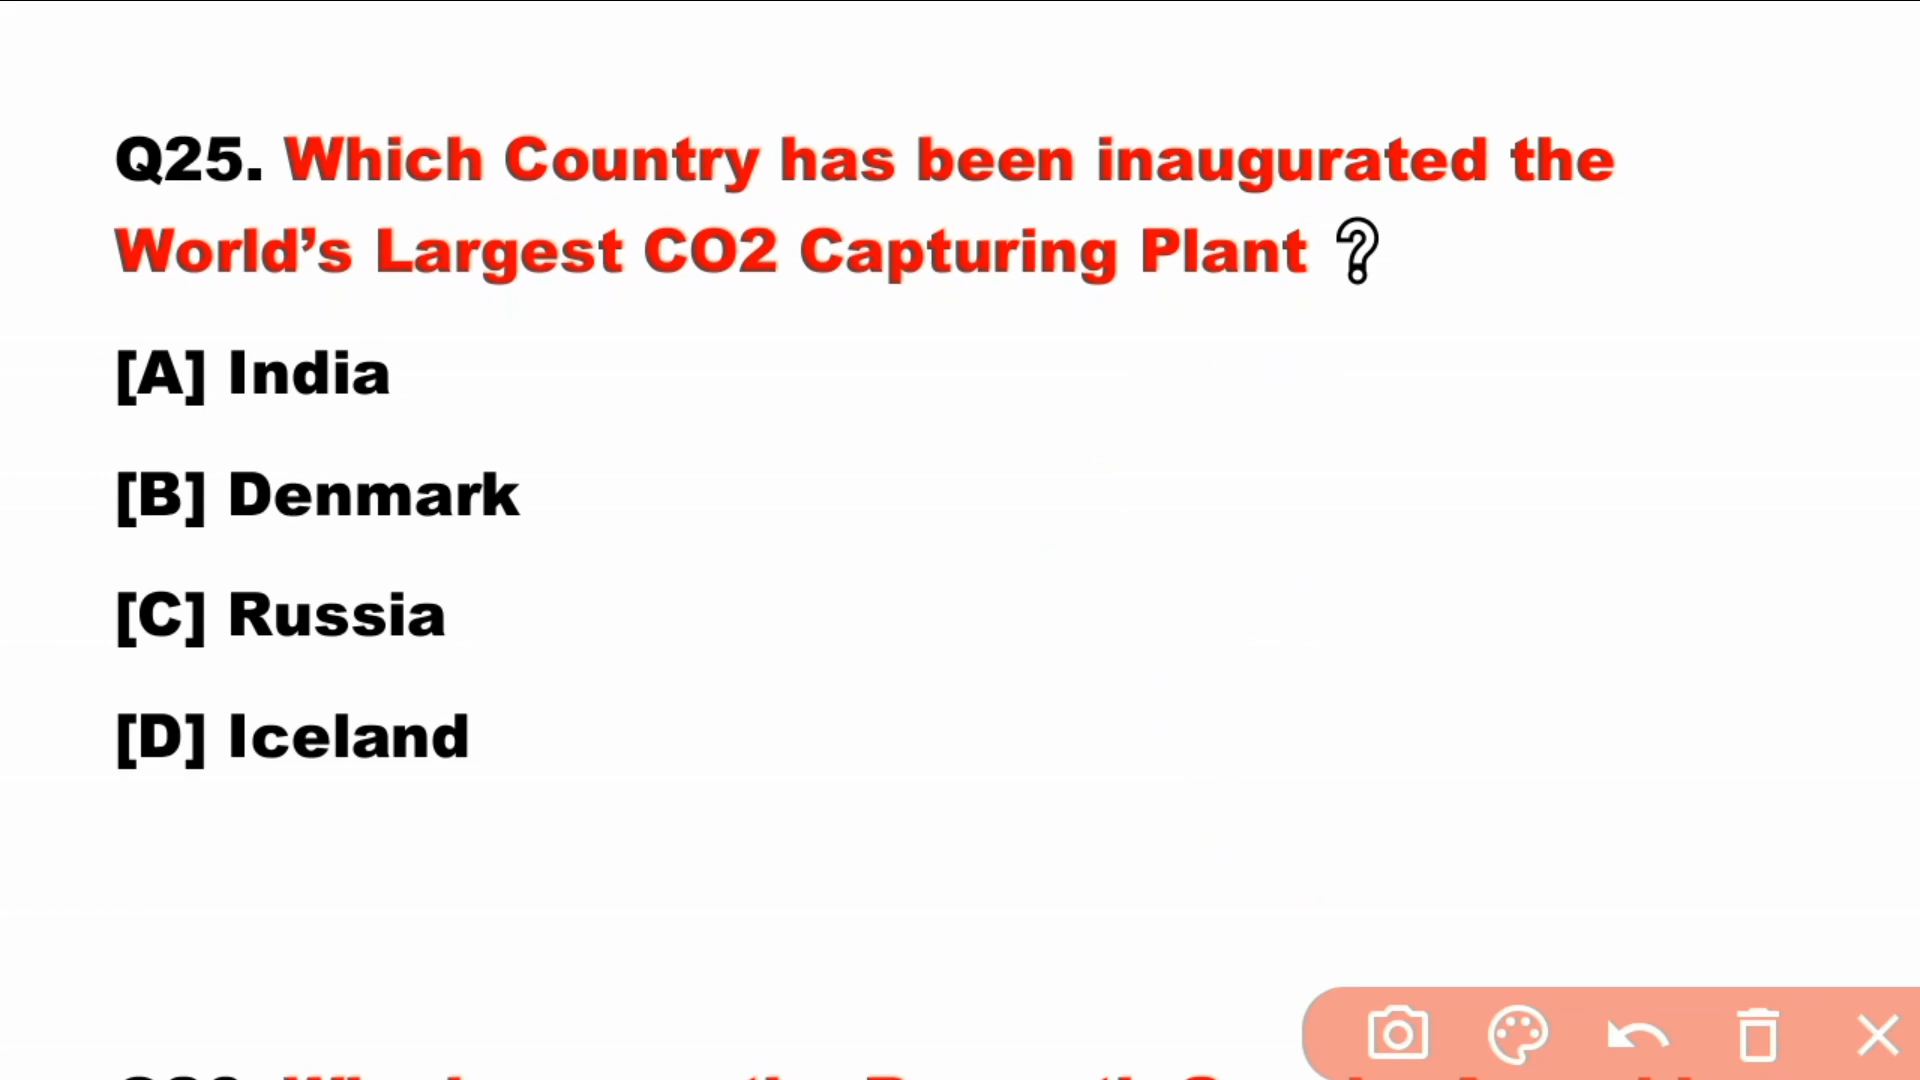 Q25. Which Country has been inaugurated the
World’s Largest CO2 Capturing Plant ?
[A] India
[B] Denmark
[C] Russia
[D] Iceland